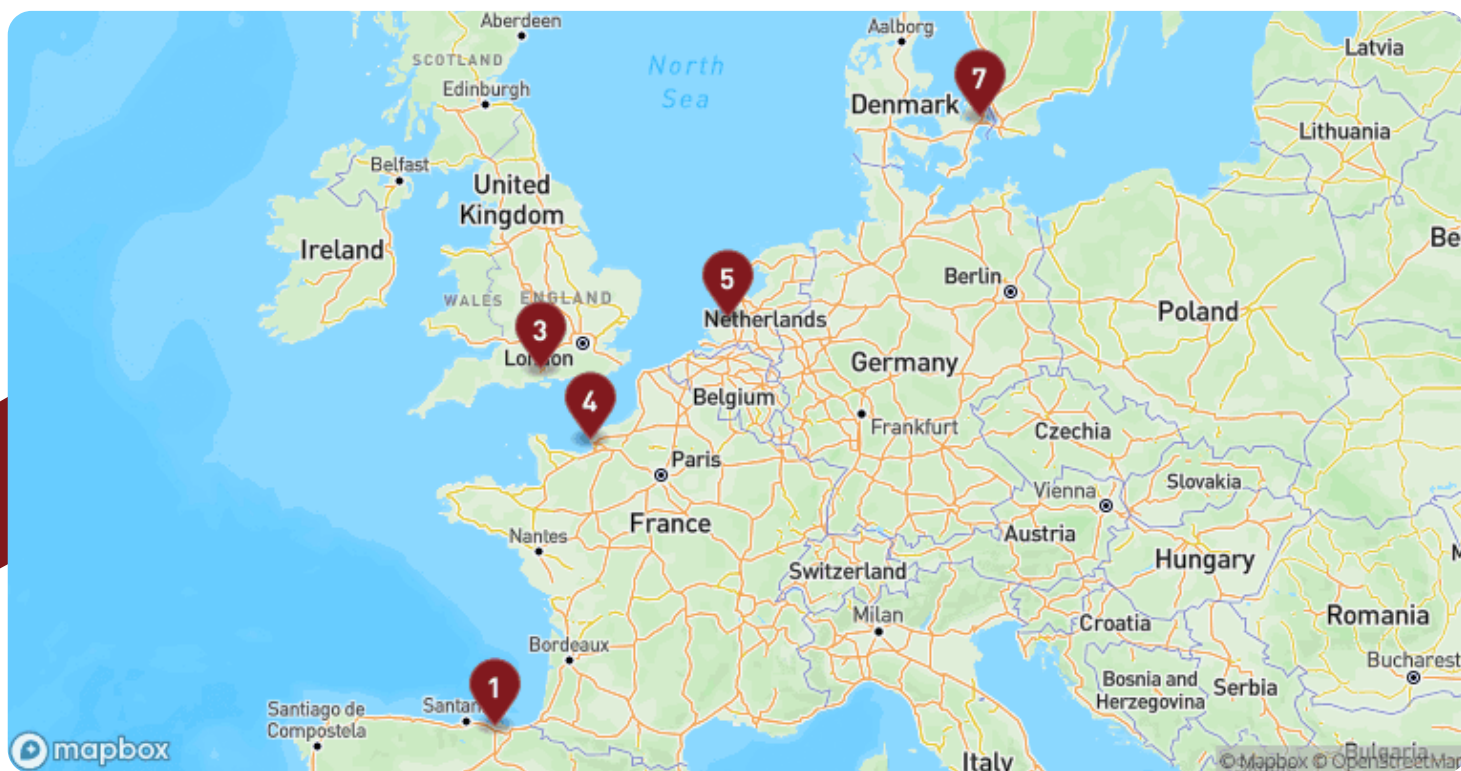 Aberdeen
Aalborg
Latvia
SCOTLAND
North
Sea
7
Edinburgh
Denmark
Lithuania
Belfast
United
Kingdom
Ireland
5
Berlin
WALES
ENGLAND
Netherlands
Poland
3
London
Germany
4
Belgium
Frankfurt
Czechia
Paris
Slovakia
Vienna
France
Austria
Nantes
Hungary
Switzerland
Milan
Croatia
Romania
Bordeaux
Bucharest
1
Bosnia and
Herzegovina
Serbia
Santiago de
Compostela
Santan
mapbox
Italy
Bulgaria
© Mapbox © OpenStreetMap